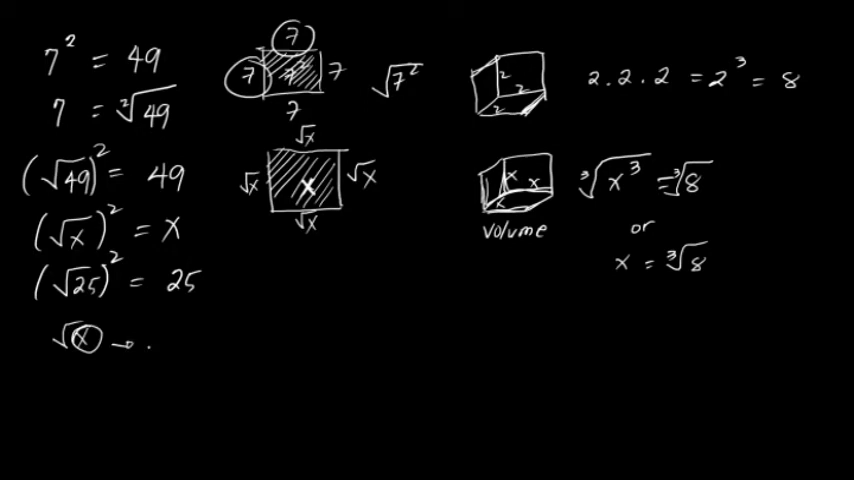 7² = 49
7 = ²√49
(√49)² = 49
(√x)² = x
(√25)² = 25
√x → .
7
7 7² 7 √7²
7
√x
√x x √x
√x
2
2
2
2 . 2 . 2 = 2³ = 8
x x
x
³√x³ = ³√8
volume
or
x = ³√8